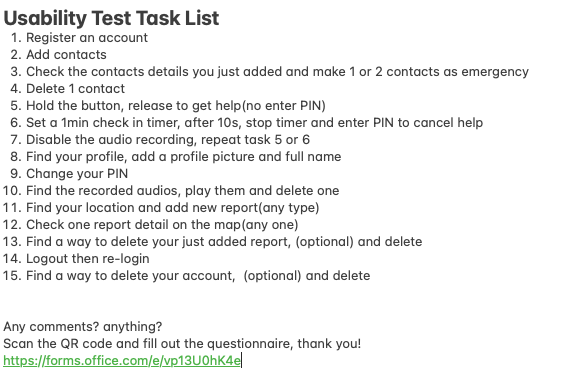 Usability Test Task List
1. Register an account
2. Add contacts
3. Check the contacts details you just added and make 1 or 2 contacts as emergency
4. Delete 1 contact
5. Hold the button, release to get help(no enter PIN)
6. Set a 1min check in timer, after 10s, stop timer and enter PIN to cancel help
7. Disable the audio recording, repeat task 5 or 6
8. Find your profile, add a profile picture and full name
9. Change your PIN
10. Find the recorded audios, play them and delete one
11. Find your location and add new report(any type)
12. Check one report detail on the map(any one)
13. Find a way to delete your just added report, (optional) and delete
14. Logout then re-login
15. Find a way to delete your account,  (optional) and delete
Any comments? anything?
Scan the QR code and fill out the questionnaire, thank you!
https://forms.office.com/e/vp13U0hK4e